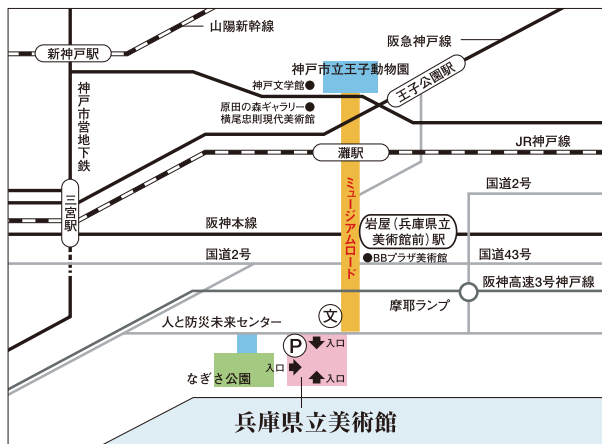 山陽新幹線
新神戸駅
阪急神戸線
神戸市立王子動物園
神戸文学館
王子公園駅
原田の森ギャラリー
横尾忠則現代美術館
神戸市営地下鉄
JR神戸線
灘駅
三宮駅
ミュージアムロード
国道2号
阪神本線
岩屋(兵庫県立
美術館前)駅
国道2号
BBプラザ美術館
国道43号
阪神高速3号神戸線
摩耶ランプ
文
人と防災未来センター
P
入口
入口
入口
なぎさ公園
兵庫県立美術館